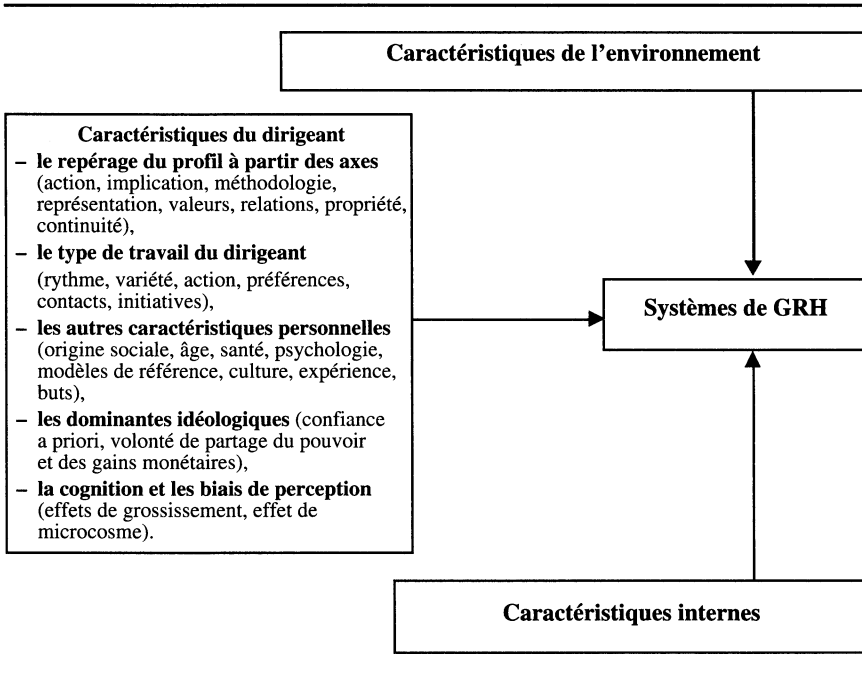 Caractéristiques de l'environnement
Caractéristiques du dirigeant
– le repérage du profil à partir des axes
(action, implication, méthodologie,
représentation, valeurs, relations, propriété,
continuité),
– le type de travail du dirigeant
(rythme, variété, action, préférences,
contacts, initiatives),
– les autres caractéristiques personnelles
(origine sociale, âge, santé, psychologie,
modèles de référence, culture, expérience,
buts),
– les dominantes idéologiques (confiance
a priori, volonté de partage du pouvoir
et des gains monétaires),
– la cognition et les biais de perception
(effets de grossissement, effet de
microcosme).
Systèmes de GRH
Caractéristiques internes